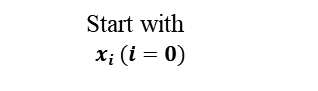 Start with
xᵢ (i = 0)